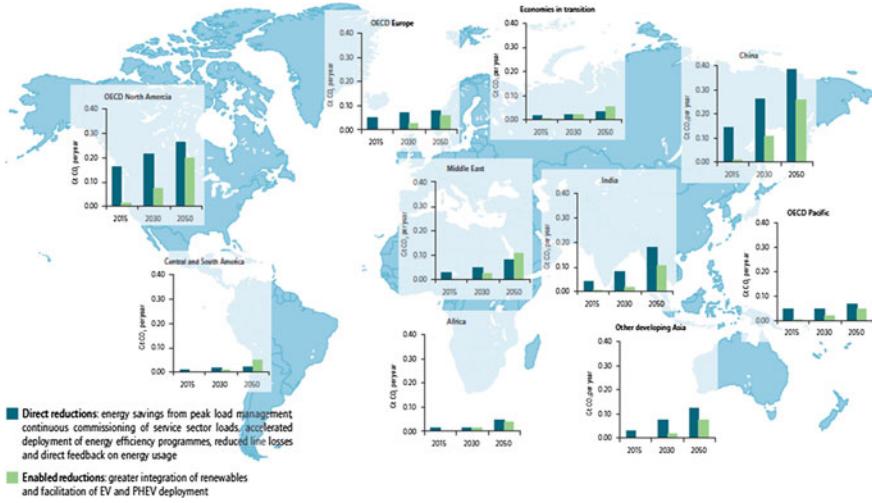 OECD Europe
Gt CO₂ per year
0.40
0.30
0.20
0.10
0.00
2015 2030 2050
Economies in transition
Gt CO₂ per year
0.40
0.30
0.20
0.10
0.00
2015 2030 2050
China
Gt CO₂ per year
0.40
0.30
0.20
0.10
0.00
2015 2030 2050
OECD North Amercia
Gt CO₂ per year
0.40
0.30
0.20
0.10
0.00
2015 2030 2050
Middle East
Gt CO₂ per year
0.40
0.30
0.20
0.10
0.00
2015 2030 2050
India
Gt CO₂ per year
0.40
0.30
0.20
0.10
0.00
2015 2030 2050
OECD Pacific
Gt CO₂ per year
0.40
0.30
0.20
0.10
0.00
2015 2030 2050
Central and South America
Gt CO₂ per year
0.40
0.30
0.20
0.10
0.00
2015 2030 2050
Africa
Gt CO₂ per year
0.40
0.30
0.20
0.10
0.00
2015 2030 2050
Other developing Asia
Gt CO₂ per year
0.40
0.30
0.20
0.10
0.00
2015 2030 2050
Direct reductions: energy savings from peak load management,
continuous commissioning of service sector loads, accelerated
deployment of energy efficiency programmes, reduced line losses
and direct feedback on energy usage
Enabled reductions: greater integration of renewables
and facilitation of EV and PHEV deployment